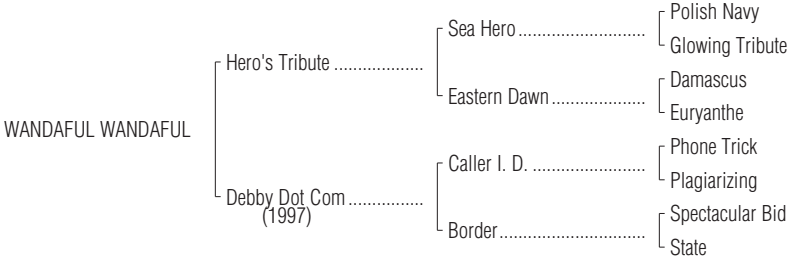 Polish Navy
Sea Hero..........................
Glowing Tribute
Hero's Tribute ...................
Damascus
Eastern Dawn....................
Euryanthe
WANDAFUL WANDAFUL
Phone Trick
Caller I. D. ........................
Plagiarizing
Debby Dot Com................
(1997)
Spectacular Bid
Border...............................
State